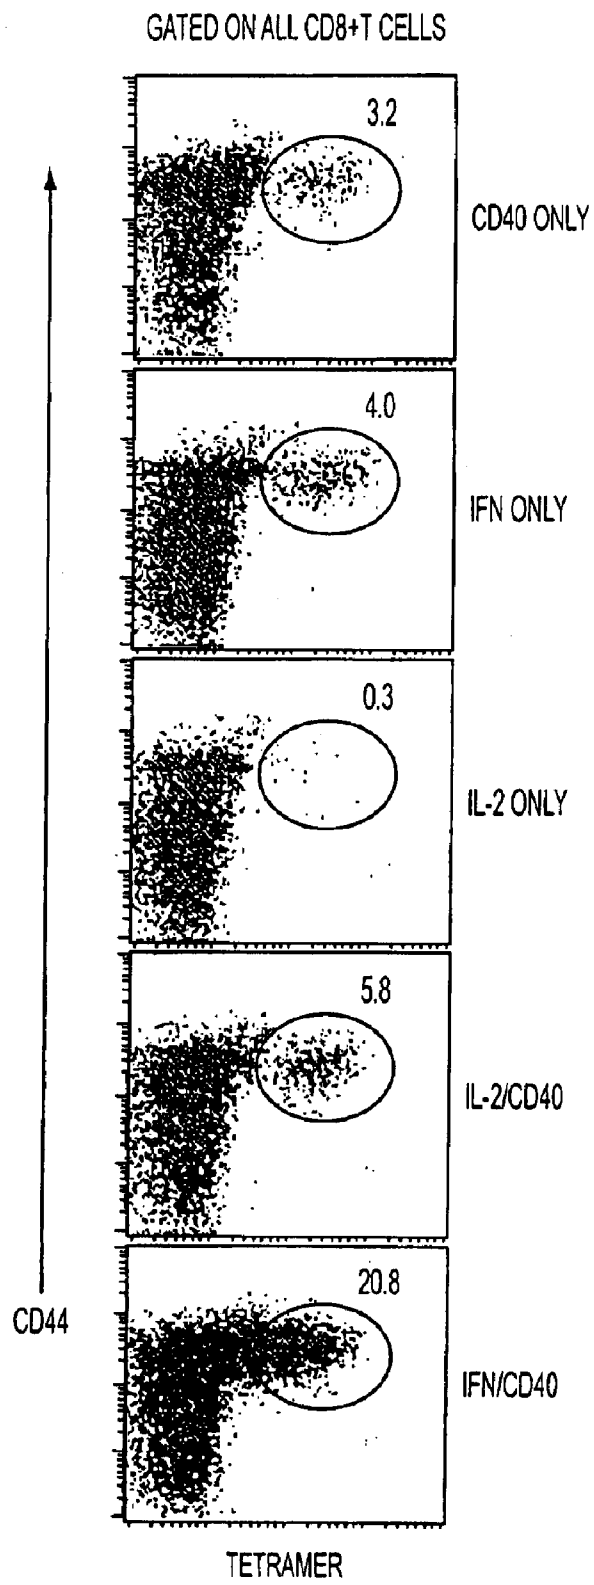 GATED ON ALL CD8+T CELLS
3.2
CD40 ONLY
4.0
IFN ONLY
0.3
IL-2 ONLY
5.8
IL-2/CD40
20.8
IFN/CD40
CD44
TETRAMER